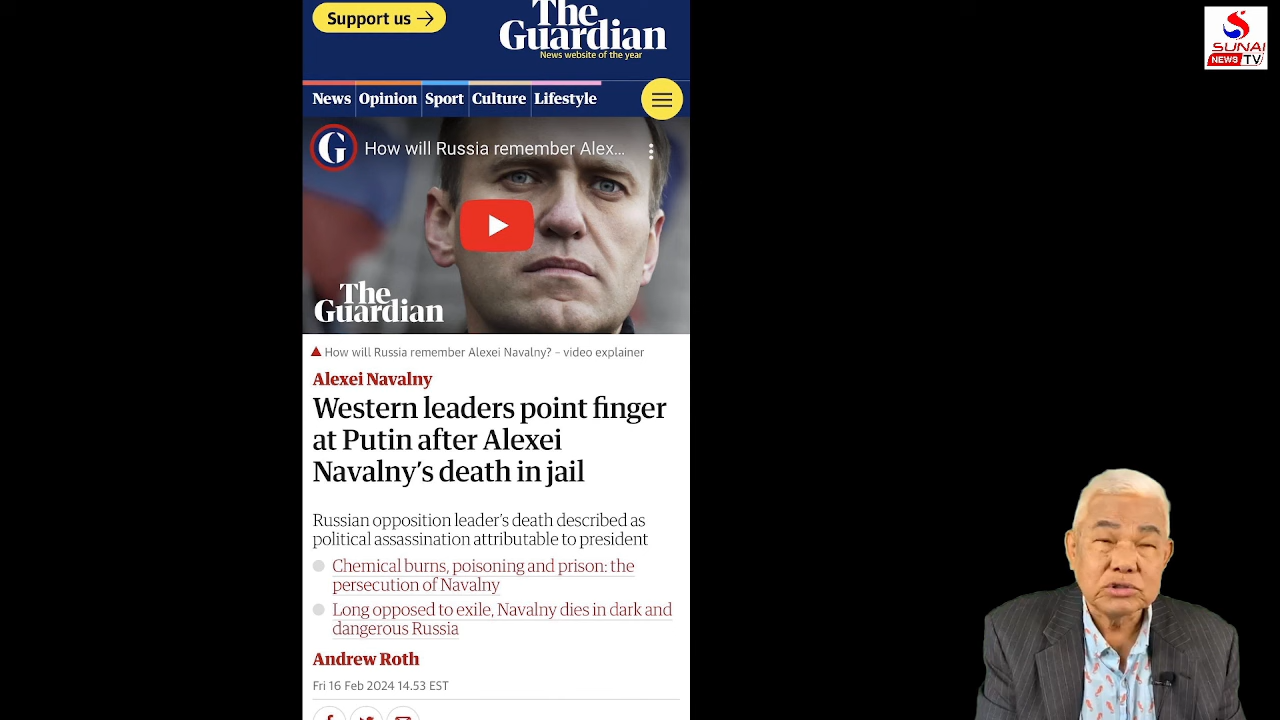 Support us →
The
Guardian
News website of the year
SUNAI
NEWS TV
News Opinion Sport Culture Lifestyle
G How will Russia remember Alex...
The
Guardian
How will Russia remember Alexei Navalny? – video explainer
Alexei Navalny
Western leaders point finger
at Putin after Alexei
Navalny’s death in jail
Russian opposition leader’s death described as
political assassination attributable to president
Chemical burns, poisoning and prison: the
persecution of Navalny
Long opposed to exile, Navalny dies in dark and
dangerous Russia
Andrew Roth
Fri 16 Feb 2024 14.53 EST